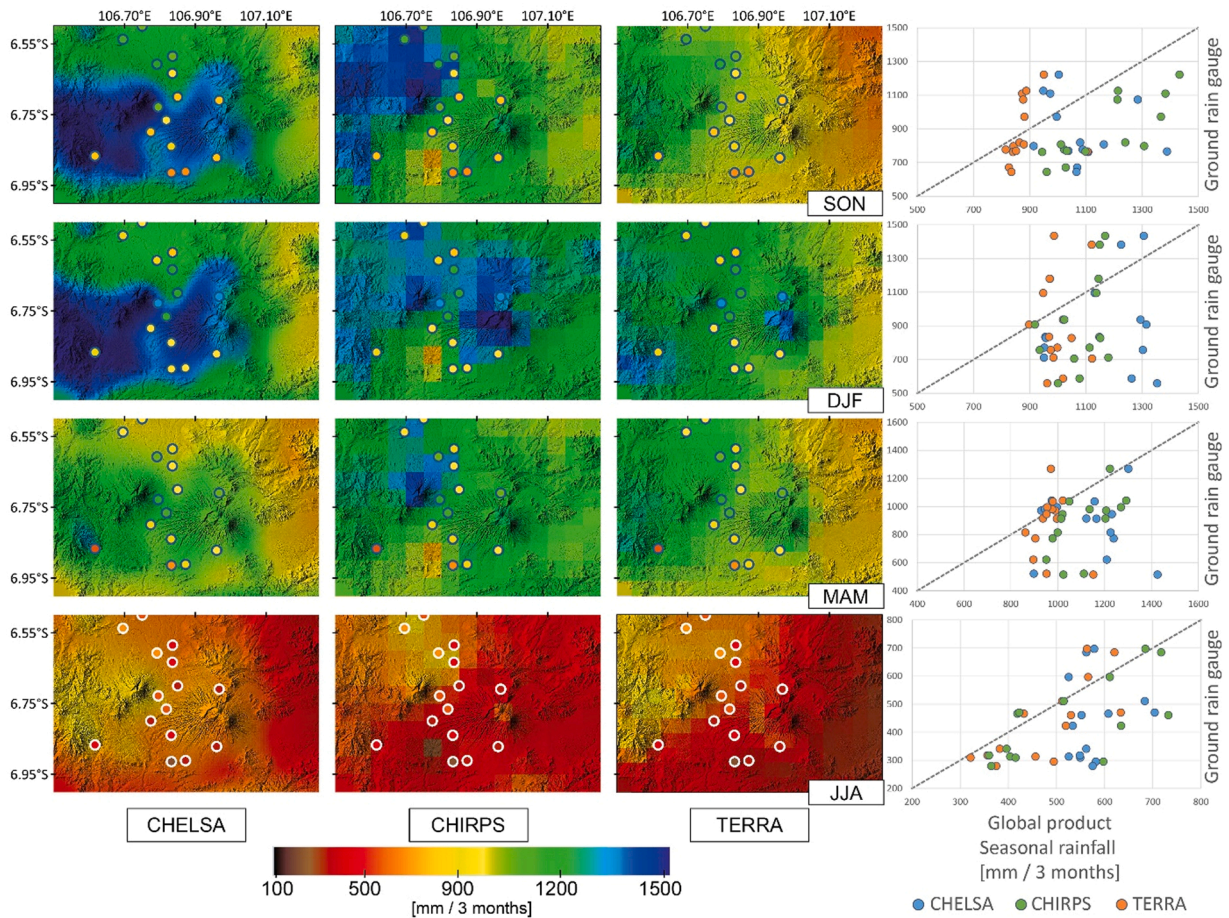 106.70°E 106.90°E 107.10°E
106.70°E 106.90°E 107.10°E
6.55°S
6.75°S
6.95°S
SON
1500
1300
1100
900
700
500
500 700 900 1100 1300 1500
Ground rain gauge
6.55°S
6.75°S
6.95°S
DJF
1500
1300
1100
900
700
500
500 700 900 1100 1300 1500
Ground rain gauge
6.55°S
6.75°S
6.95°S
MAM
1600
1400
1200
1000
800
600
400
400 600 800 1000 1200 1400 1600
Ground rain gauge
6.55°S
6.75°S
6.95°S
JJA
800
700
600
500
400
300
200
200 300 400 500 600 700 800
Ground rain gauge
CHELSA CHIRPS TERRA
100 500 900 1200 1500
[mm / 3 months]
Global product
Seasonal rainfall
[mm / 3 months]
CHELSA CHIRPS TERRA